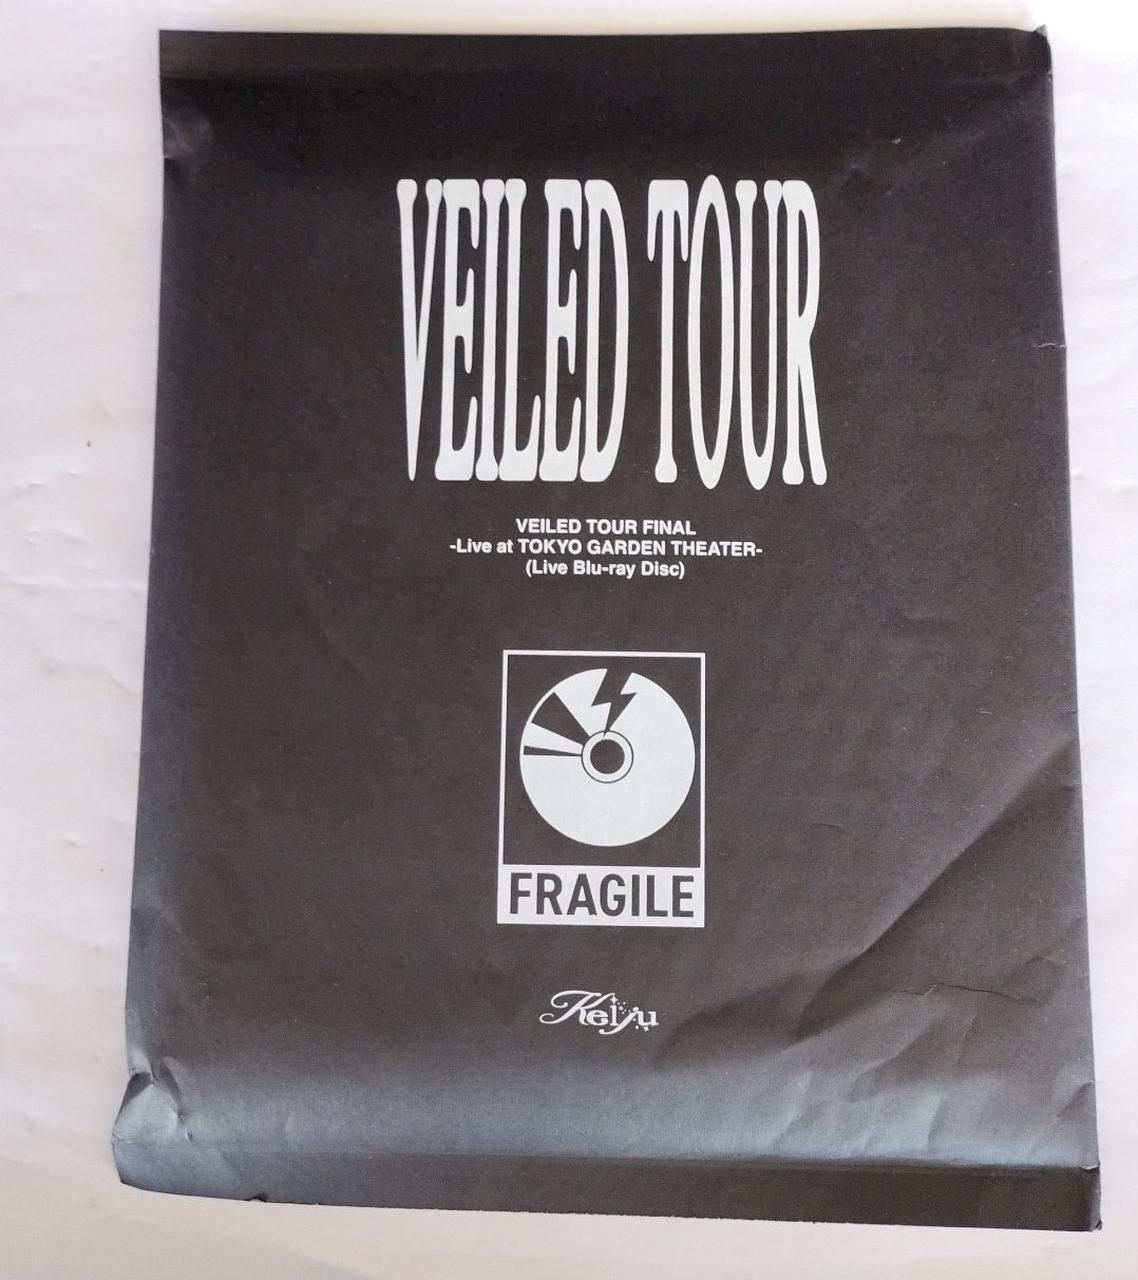 VEILED TOUR
VEILED TOUR FINAL
-Live at TOKYO GARDEN THEATER-
(Live Blu-ray Disc)
FRAGILE
Keiju